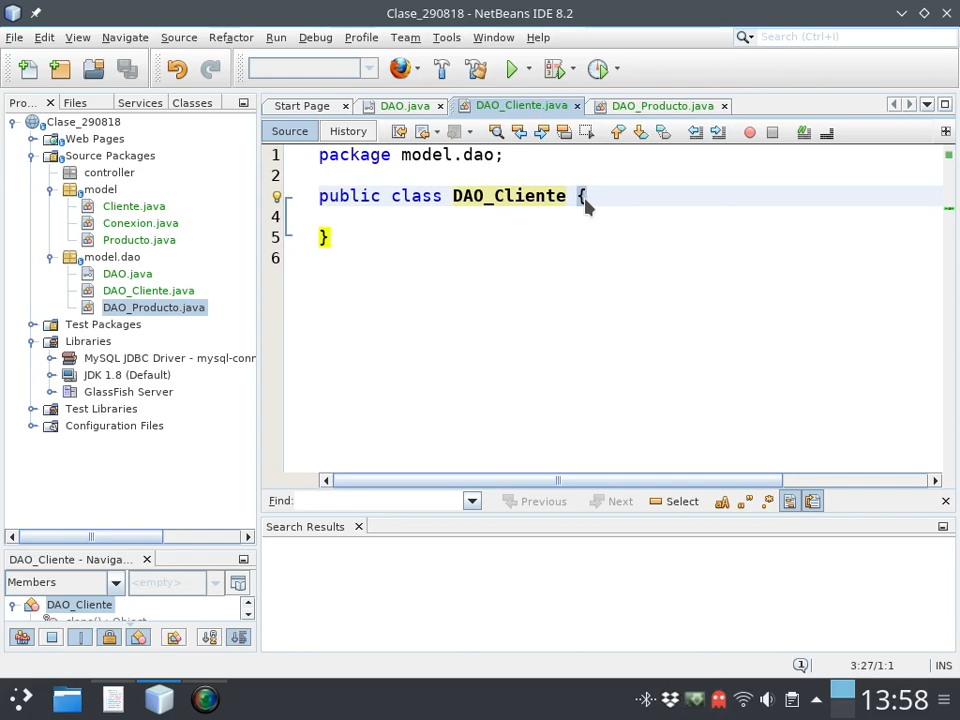 Clase_290818 - NetBeans IDE 8.2
File Edit View Navigate Source Refactor Run Debug Profile Team Tools Window Help
Search (Ctrl+I)
Pro... Files Services Classes
Start Page DAO.java DAO_Cliente.java DAO_Producto.java
Source History
Clase_290818
Web Pages
Source Packages
controller
model
Cliente.java
Conexion.java
Producto.java
model.dao
DAO.java
DAO_Cliente.java
DAO_Producto.java
Test Packages
Libraries
MySQL JDBC Driver - mysql-conn
JDK 1.8 (Default)
GlassFish Server
Test Libraries
Configuration Files
1 package model.dao;
2
public class DAO_Cliente {
4
5 }
6
Find: Previous Next Select
Search Results
DAO_Cliente - Naviga...
Members <empty>
DAO_Cliente
1 3:27/1:1 INS
13:58